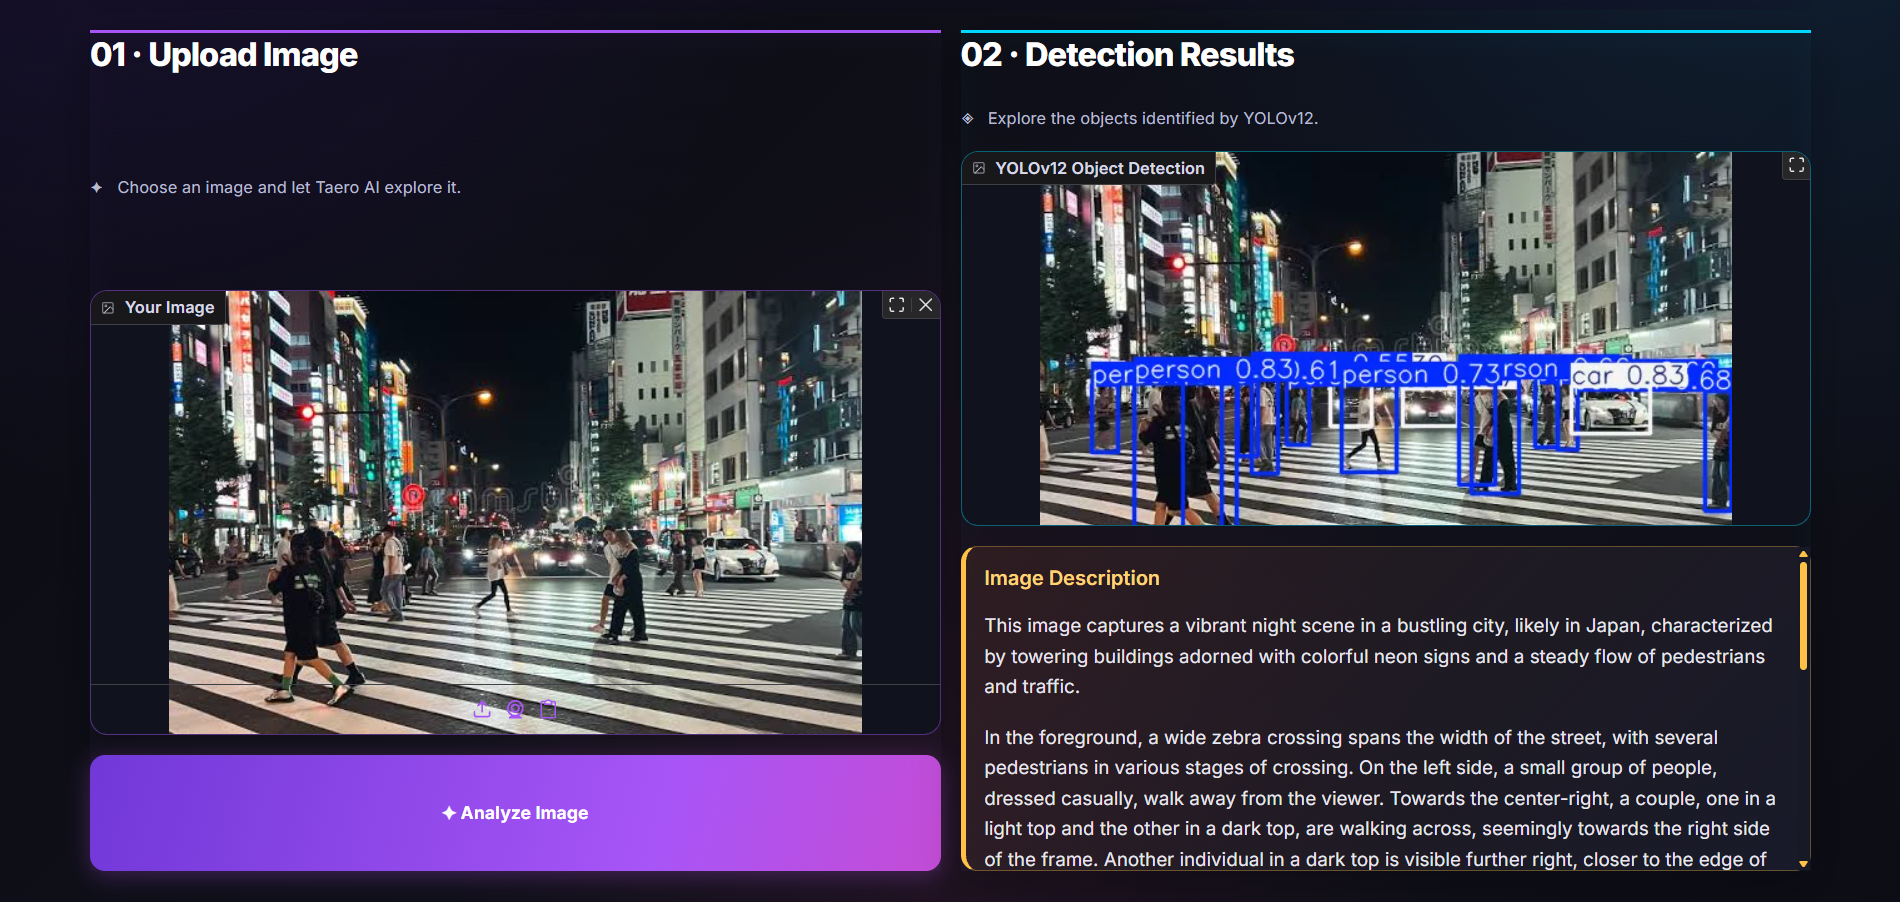 01 · Upload Image
✦ Choose an image and let Taero AI explore it.
Your Image
✦ Analyze Image
02 · Detection Results
Explore the objects identified by YOLOv12.
YOLOv12 Object Detection
per
person 0.83
.61
0.55
person 0.73
rson
car 0.83
.68
Image Description
This image captures a vibrant night scene in a bustling city, likely in Japan, characterized
by towering buildings adorned with colorful neon signs and a steady flow of pedestrians
and traffic.
In the foreground, a wide zebra crossing spans the width of the street, with several
pedestrians in various stages of crossing. On the left side, a small group of people,
dressed casually, walk away from the viewer. Towards the center-right, a couple, one in a
light top and the other in a dark top, are walking across, seemingly towards the right side
of the frame. Another individual in a dark top is visible further right, closer to the edge of